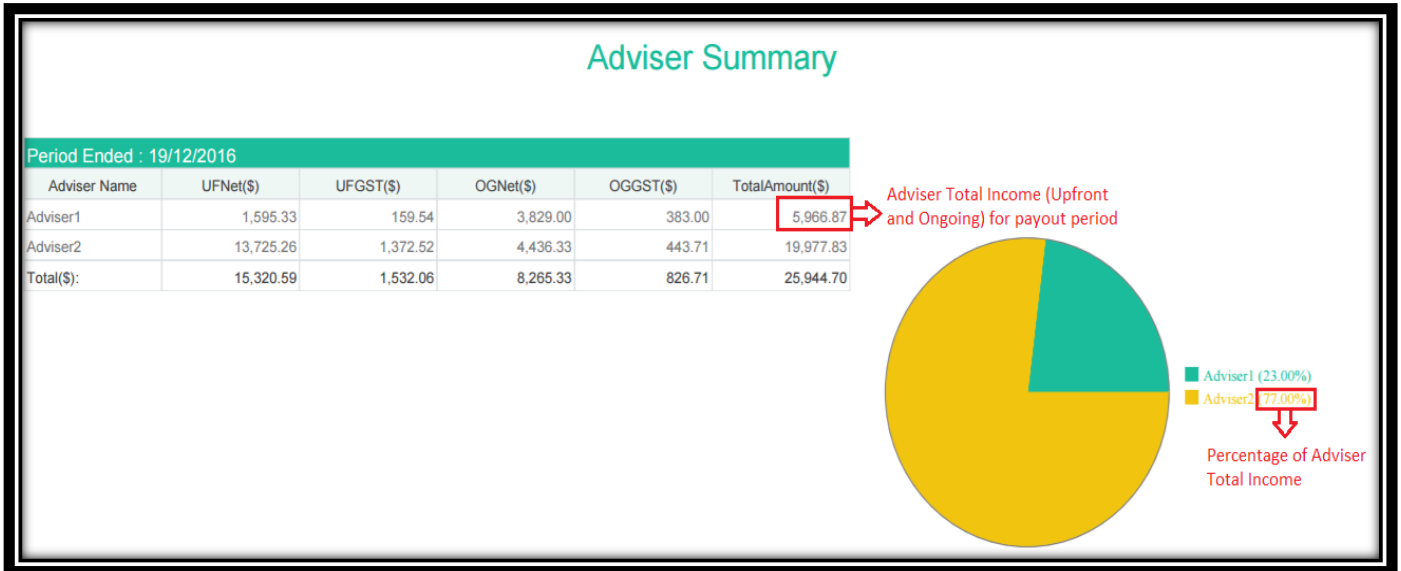 Adviser Summary
Period Ended : 19/12/2016
Adviser Name UFNet($) UFGST($) OGNet($) OGGST($) TotalAmount($)
Adviser1 1,595.33 159.54 3,829.00 383.00 5,966.87
Adviser2 13,725.26 1,372.52 4,436.33 443.71 19,977.83
Total($): 15,320.59 1,532.06 8,265.33 826.71 25,944.70
Adviser Total Income (Upfront
and Ongoing) for payout period
Adviser1 (23.00%)
Adviser2 (77.00%)
Percentage of Adviser
Total Income